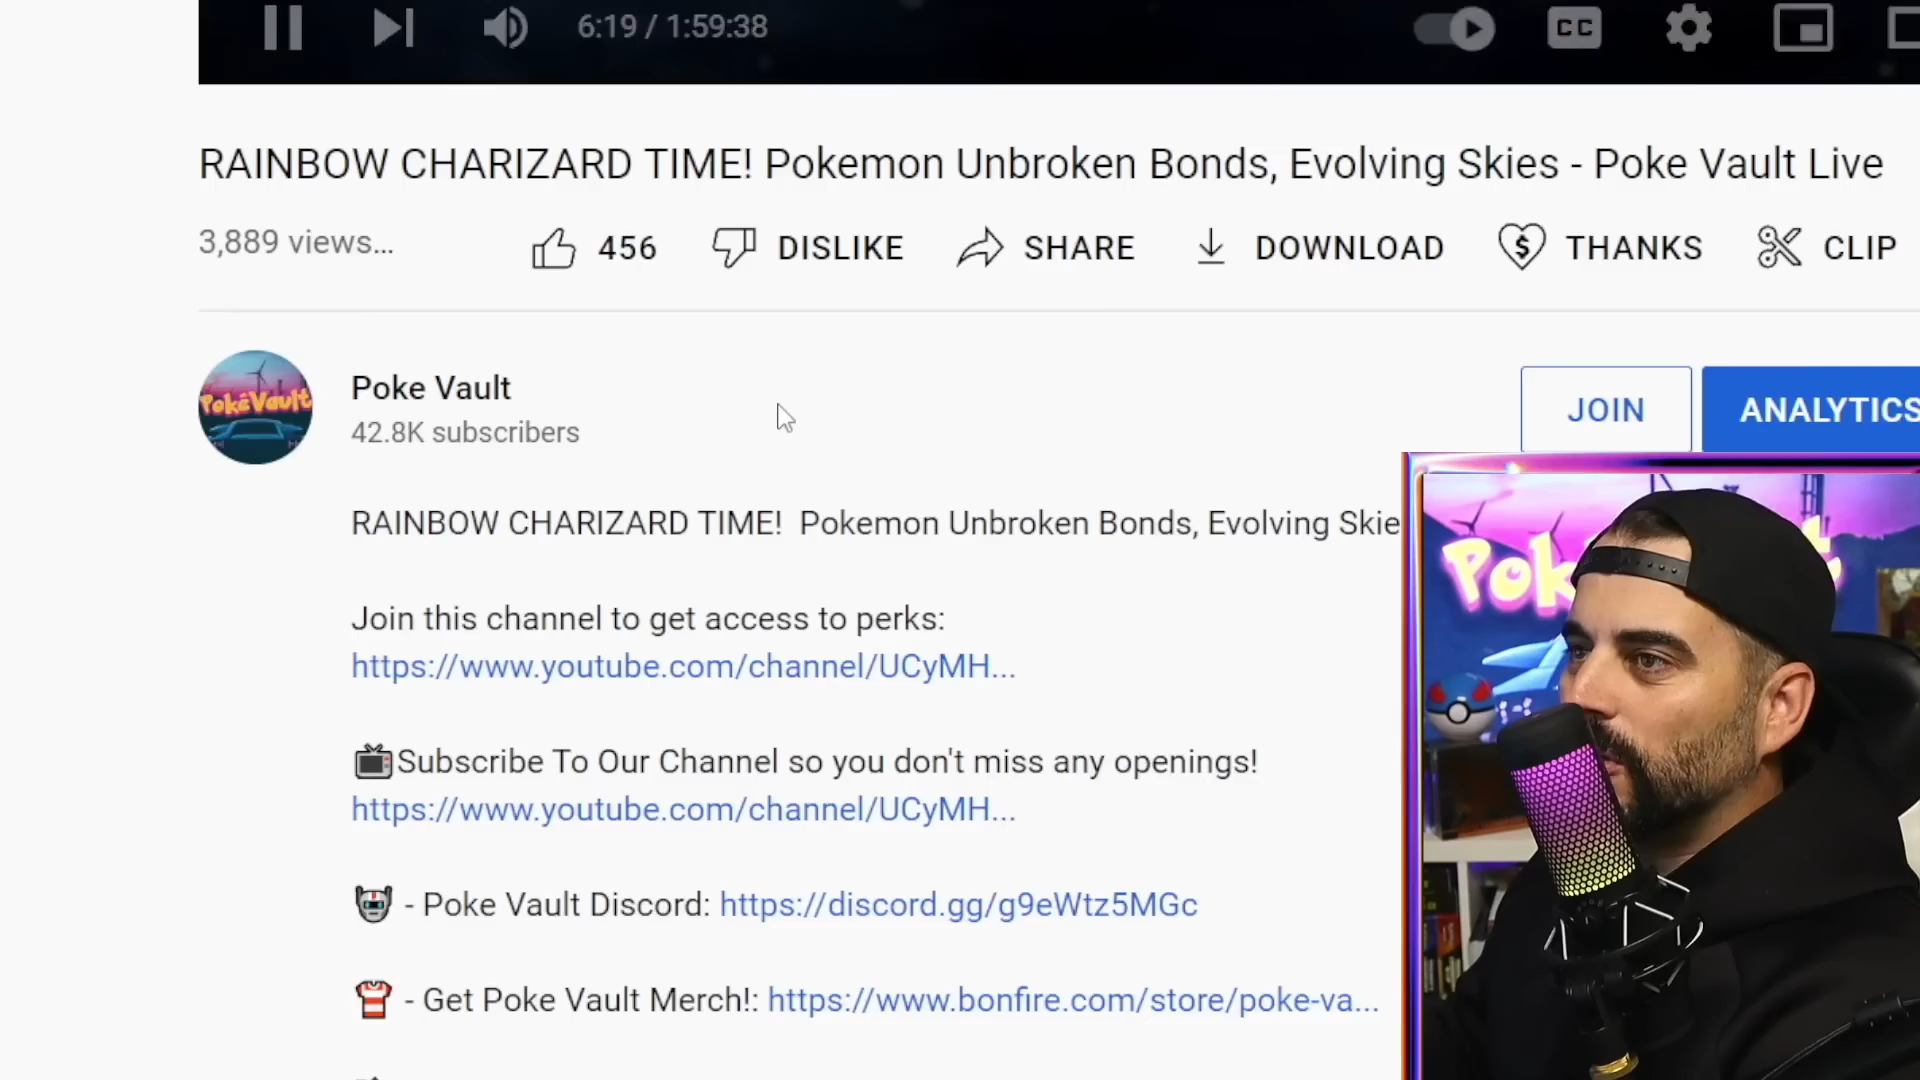 6:19 / 1:59:38
CC
RAINBOW CHARIZARD TIME! Pokemon Unbroken Bonds, Evolving Skies - Poke Vault Live
3,889 views...
456
DISLIKE
SHARE
DOWNLOAD
THANKS
CLIP
PokéVault
Poke Vault
42.8K subscribers
JOIN
ANALYTICS
RAINBOW CHARIZARD TIME! Pokemon Unbroken Bonds, Evolving Skie
Join this channel to get access to perks:
https://www.youtube.com/channel/UCyMH...
Subscribe To Our Channel so you don't miss any openings!
https://www.youtube.com/channel/UCyMH...
- Poke Vault Discord: https://discord.gg/g9eWtz5MGc
- Get Poke Vault Merch!: https://www.bonfire.com/store/poke-va...